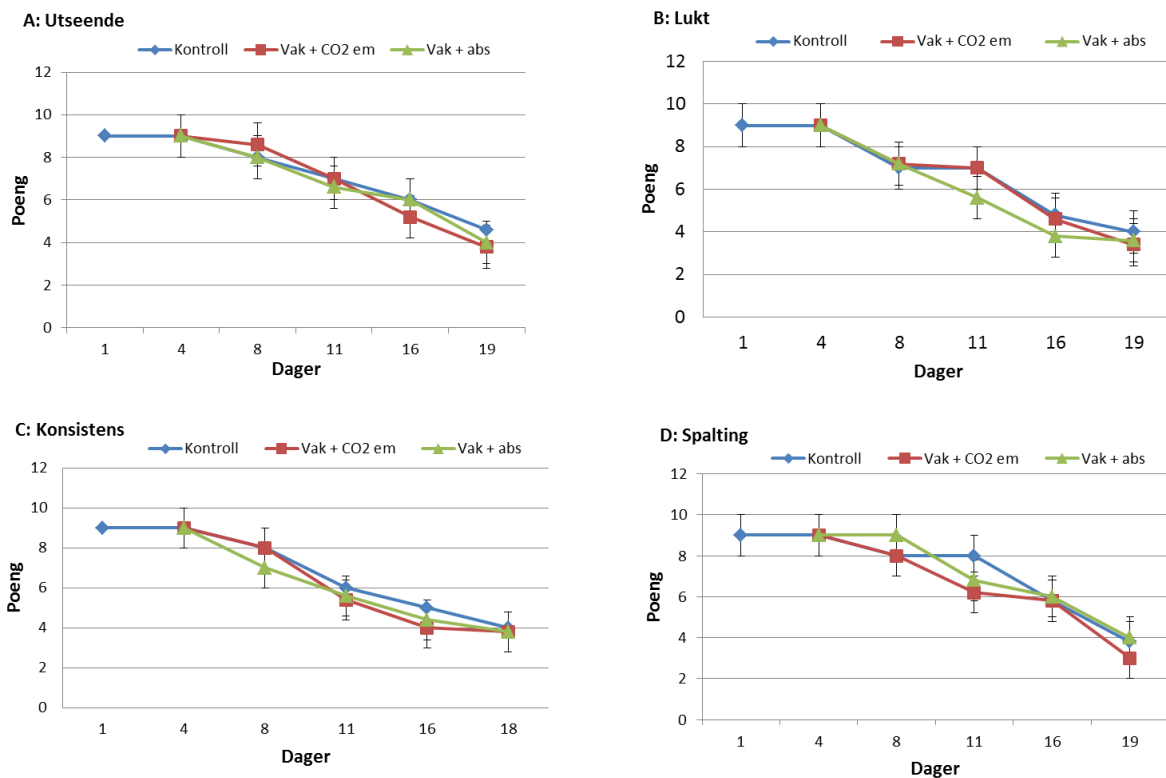 A: Utseende
Kontroll Vak + CO2 em Vak + abs
12
10
8
6
4
2
0
Poeng
1 4 8 11 16 19
Dager
B: Lukt
Kontroll Vak + CO2 em Vak + abs
12
10
8
6
4
2
0
Poeng
1 4 8 11 16 19
Dager
C: Konsistens
Kontroll Vak + CO2 em Vak + abs
12
10
8
6
4
2
0
Poeng
1 4 8 11 16 18
Dager
D: Spalting
Kontroll Vak + CO2 em Vak + abs
12
10
8
6
4
2
0
Poeng
1 4 8 11 16 19
Dager